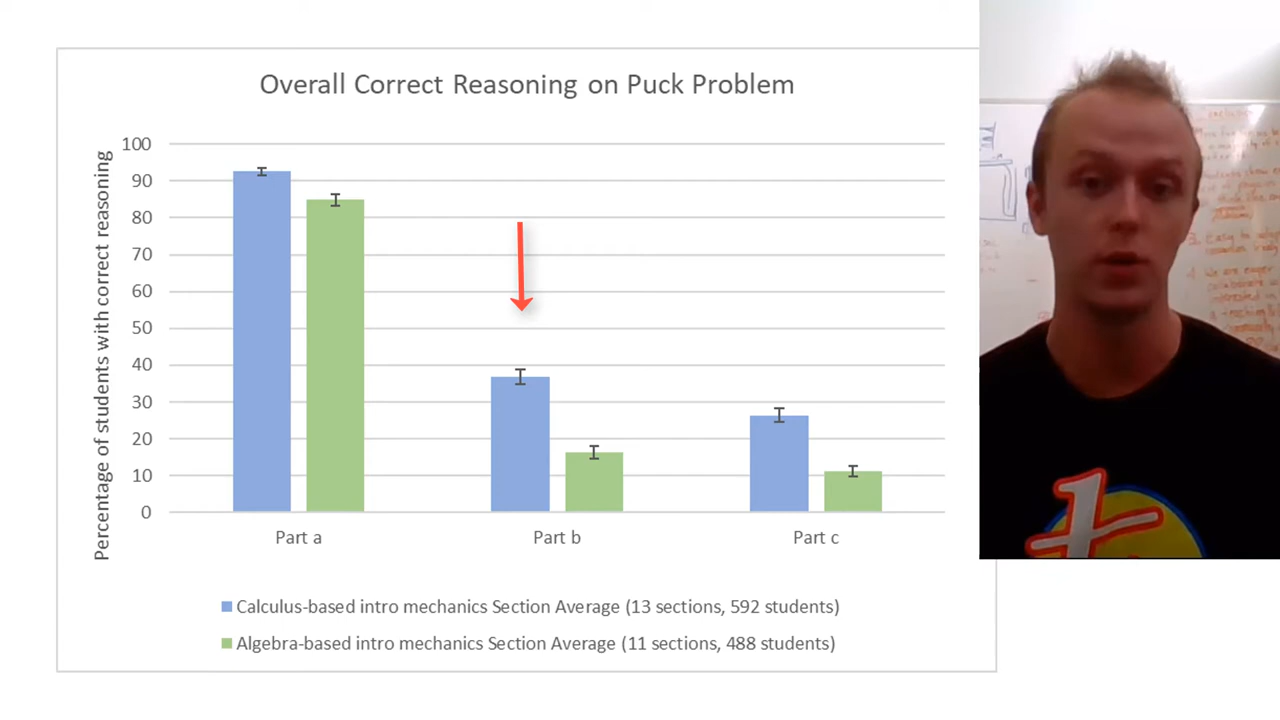 Overall Correct Reasoning on Puck Problem
Percentage of students with correct reasoning
100
90
80
70
60
50
40
30
20
10
0
Part a
Part b
Part c
Calculus-based intro mechanics Section Average (13 sections, 592 students)
Algebra-based intro mechanics Section Average (11 sections, 488 students)